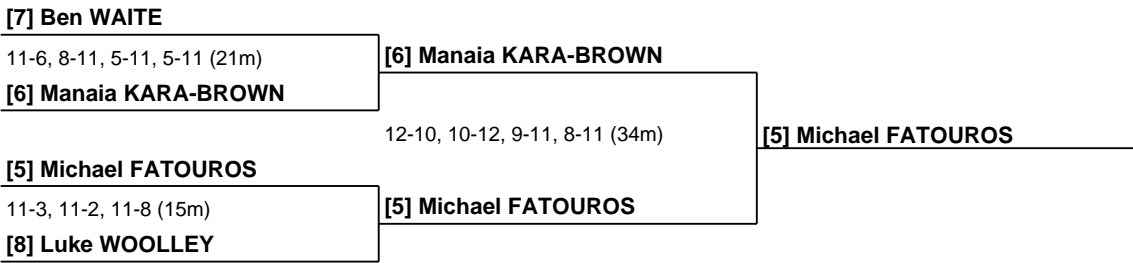 [7] Ben WAITE
11-6, 8-11, 5-11, 5-11 (21m)
[6] Manaia KARA-BROWN
[6] Manaia KARA-BROWN
12-10, 10-12, 9-11, 8-11 (34m)
[5] Michael FATOUROS
[5] Michael FATOUROS
11-3, 11-2, 11-8 (15m)
[5] Michael FATOUROS
[8] Luke WOOLLEY